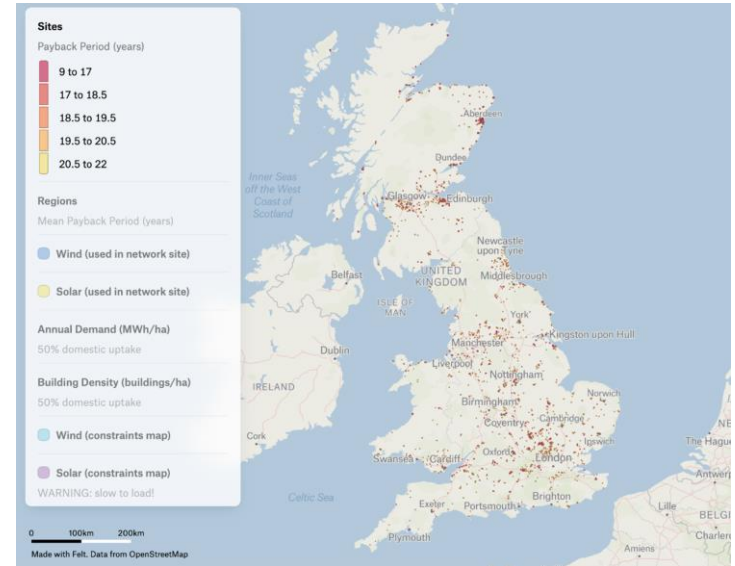 Sites
Payback Period (years)
9 to 17
17 to 18.5
18.5 to 19.5
19.5 to 20.5
20.5 to 22
Regions
Mean Payback Period (years)
Wind (used in network site)
Solar (used in network site)
Annual Demand (MWh/ha)
50% domestic uptake
Building Density (buildings/ha)
50% domestic uptake
Wind (constraints map)
Solar (constraints map)
WARNING: slow to load!
0 100km 200km
Made with Felt. Data from OpenStreetMap
Aberdeen
Dundee
Inner Seas
off the West
Coast of
Scotland
Glasgow
Edinburgh
Newcastle
upon Tyne
Belfast
UNITED
KINGDOM
Middlesbrough
ISLE OF
MAN
York
Kingston upon Hull
Manchester
Dublin
Liverpool
Nottingham
IRELAND
Norwich
Birmingham
Coventry
Cambridge
Ipswich
Cork
The Hague
Oxford
London
Swansea
Cardiff
Antwerp
Celtic Sea
Exeter
Portsmouth
Brighton
Lille
BELGI
Plymouth
Charler
Amiens